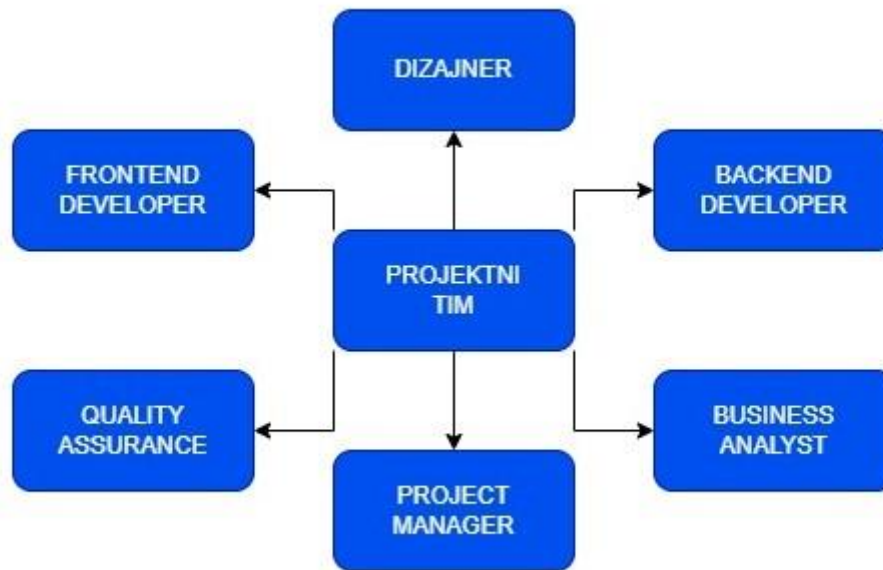 DIZAJNER
FRONTEND
DEVELOPER
BACKEND
DEVELOPER
PROJEKTNI
TIM
QUALITY
ASSURANCE
BUSINESS
ANALYST
PROJECT
MANAGER